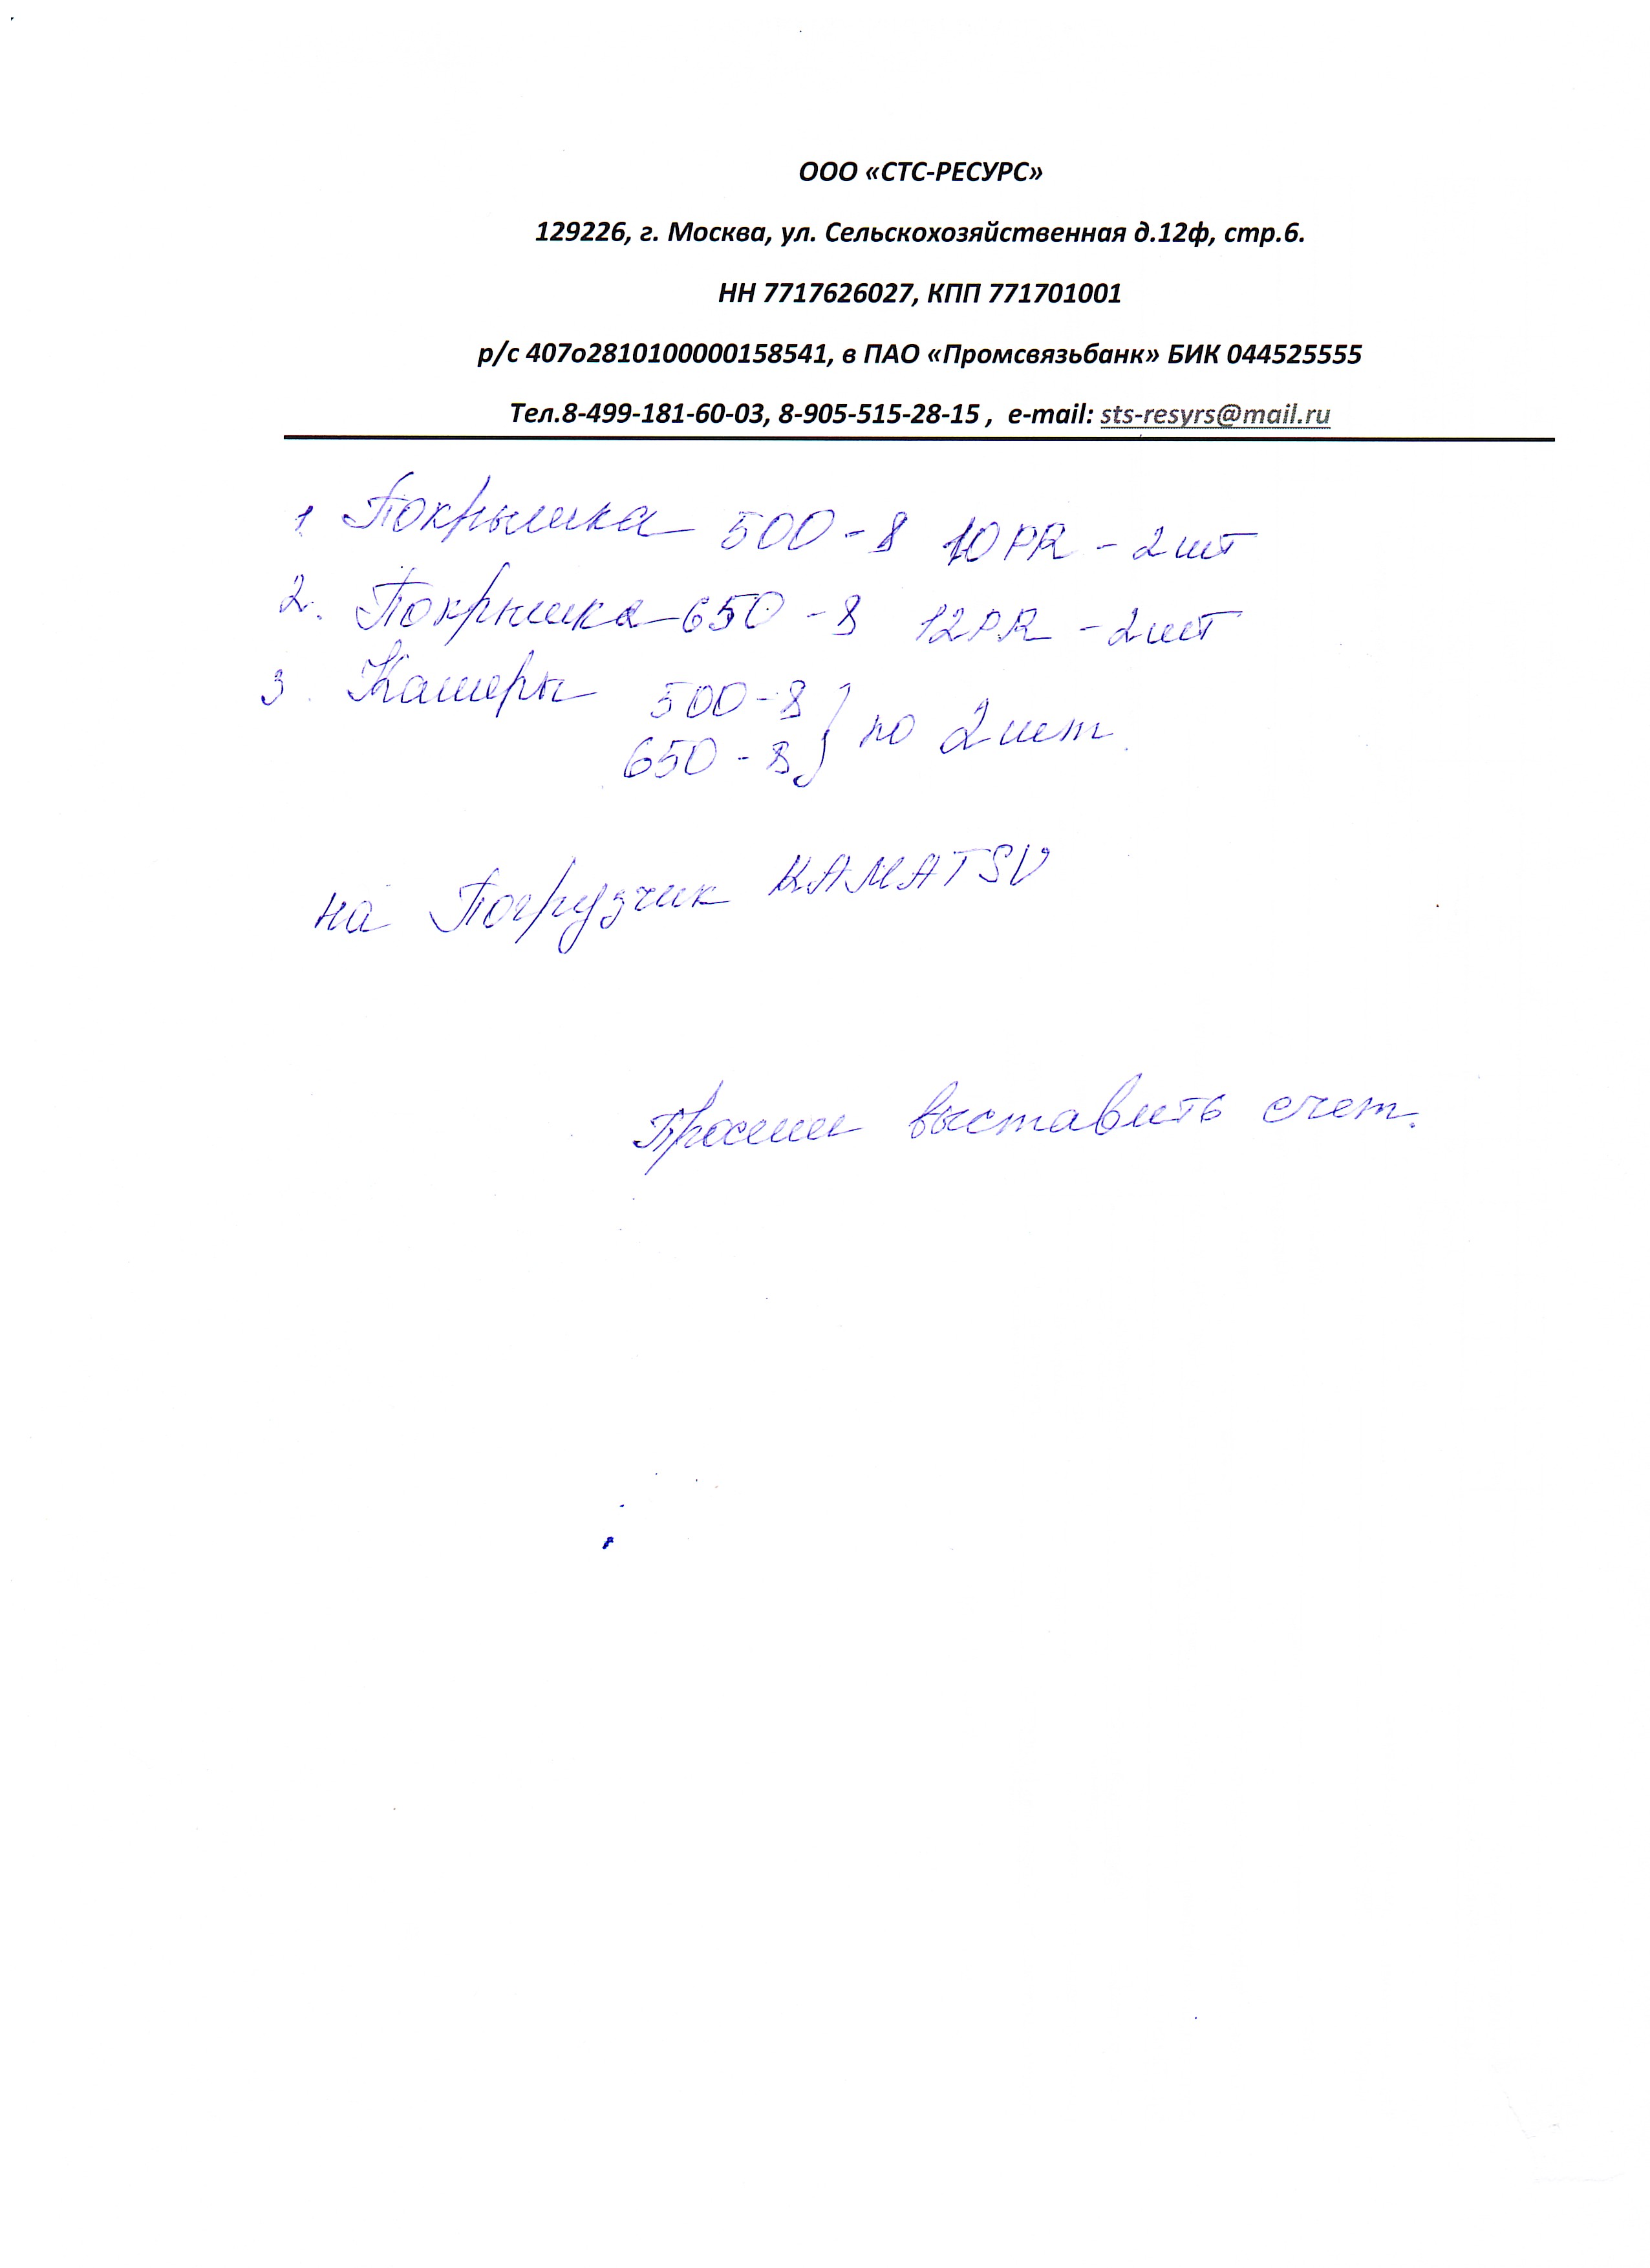 ООО «СТС-РЕСУРС»
129226, г. Москва, ул. Сельскохозяйственная д.12ф, стр.6.
НН 7717626027, КПП 771701001
р/с 407о2810100000158541, в ПАО «Промсвязьбанк» БИК 044525555
Тел.8-499-181-60-03, 8-905-515-28-15 , e-mail: sts-resyrs@mail.ru
1. Покрышка 500-8 10PR - 2шт
2. Покрышка 650-8 12PR - 2шт
3. Камеры 500-8 } по 2 шт.
650-8
на Погрузчик KAMATSU
Просим выставить счет.